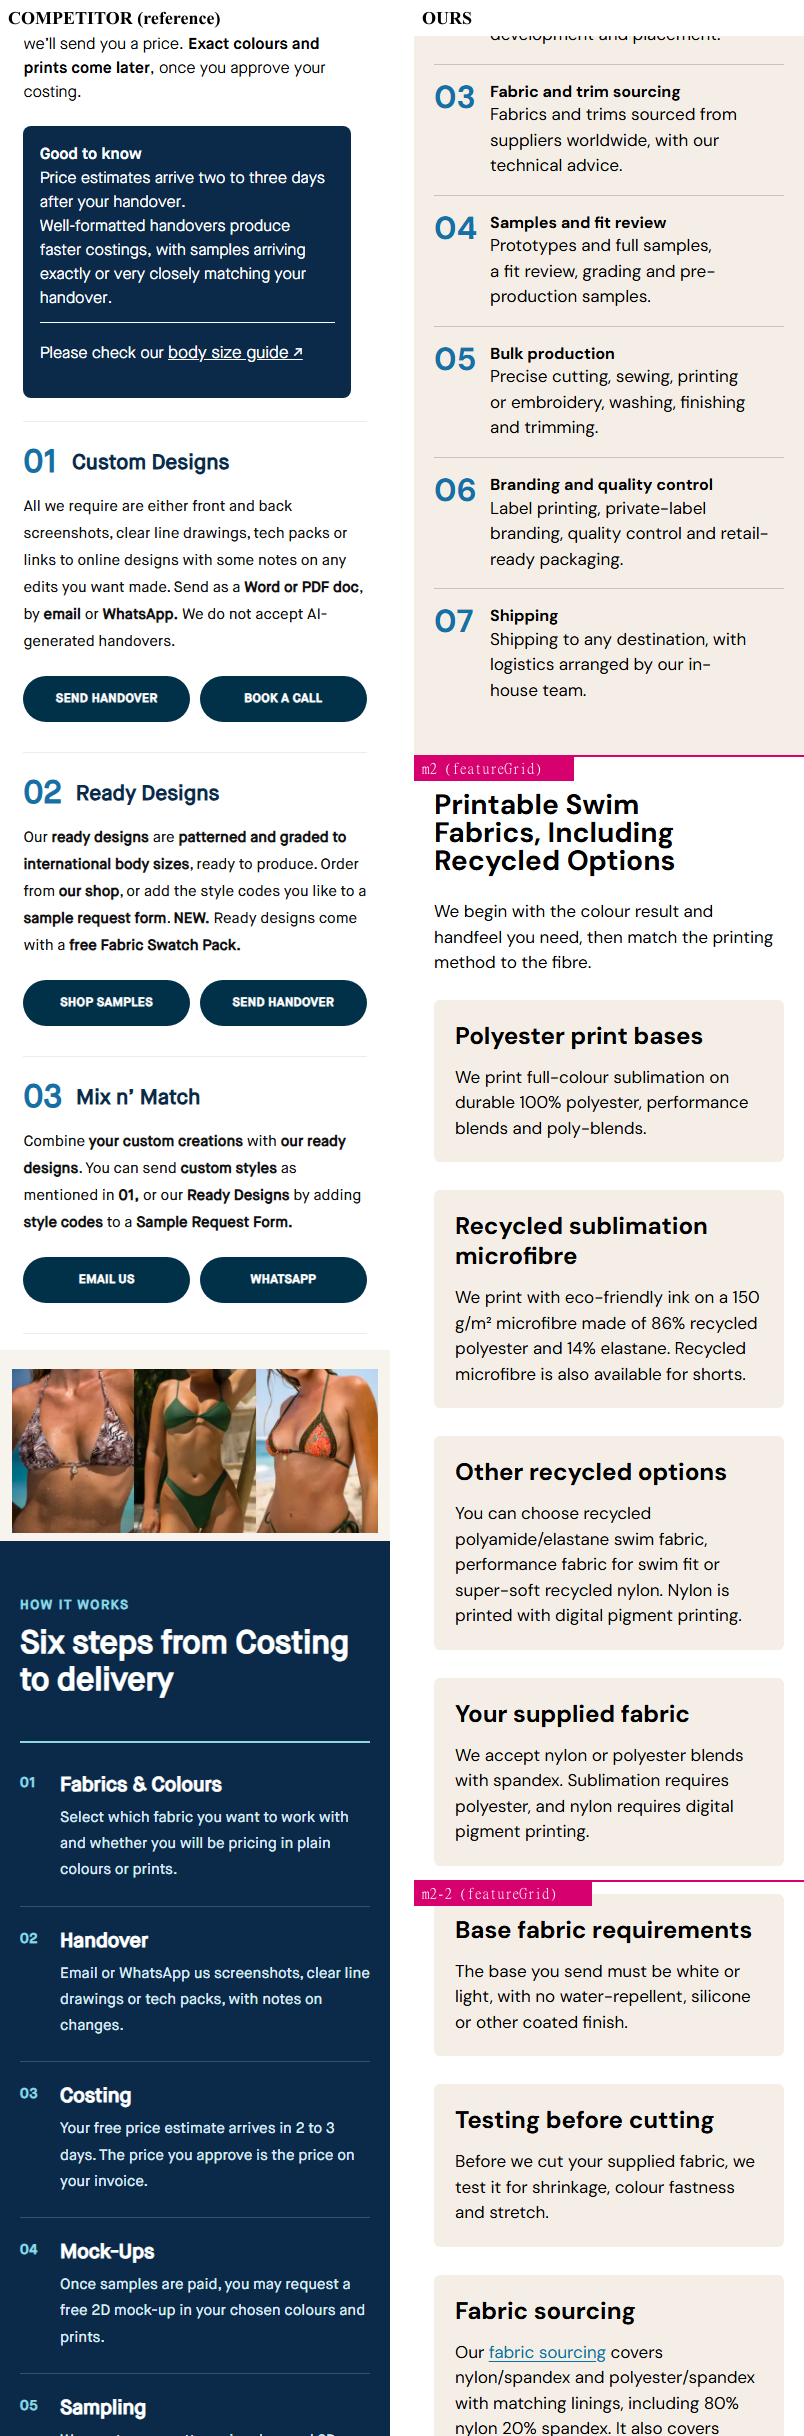 COMPETITOR (reference)
we'll send you a price. Exact colours and
prints come later, once you approve your
costing.
Good to know
Price estimates arrive two to three days
after your handover.
Well-formatted handovers produce
faster costings, with samples arriving
exactly or very closely matching your
handover.
Please check our body size guide ↗
01 Custom Designs
All we require are either front and back
screenshots, clear line drawings, tech packs or
links to online designs with some notes on any
edits you want made. Send as a Word or PDF doc,
by email or WhatsApp. We do not accept AI-
generated handovers.
SEND HANDOVER
BOOK A CALL
02 Ready Designs
Our ready designs are patterned and graded to
international body sizes, ready to produce. Order
from our shop, or add the style codes you like to a
sample request form. NEW. Ready designs come
with a free Fabric Swatch Pack.
SHOP SAMPLES
SEND HANDOVER
03 Mix n' Match
Combine your custom creations with our ready
designs. You can send custom styles as
mentioned in 01, or our Ready Designs by adding
style codes to a Sample Request Form.
EMAIL US
WHATSAPP
HOW IT WORKS
Six steps from Costing
to delivery
01 Fabrics & Colours
Select which fabric you want to work with
and whether you will be pricing in plain
colours or prints.
02 Handover
Email or WhatsApp us screenshots, clear line
drawings or tech packs, with notes on
changes.
03 Costing
Your free price estimate arrives in 2 to 3
days. The price you approve is the price on
your invoice.
04 Mock-Ups
Once samples are paid, you may request a
free 2D mock-up in your chosen colours and
prints.
05 Sampling
OURS
development and placement.
03 Fabric and trim sourcing
Fabrics and trims sourced from
suppliers worldwide, with our
technical advice.
04 Samples and fit review
Prototypes and full samples,
a fit review, grading and pre-
production samples.
05 Bulk production
Precise cutting, sewing, printing
or embroidery, washing, finishing
and trimming.
06 Branding and quality control
Label printing, private-label
branding, quality control and retail-
ready packaging.
07 Shipping
Shipping to any destination, with
logistics arranged by our in-
house team.
m2 (featureGrid)
Printable Swim
Fabrics, Including
Recycled Options
We begin with the colour result and
handfeel you need, then match the printing
method to the fibre.
Polyester print bases
We print full-colour sublimation on
durable 100% polyester, performance
blends and poly-blends.
Recycled sublimation
microfibre
We print with eco-friendly ink on a 150
g/m² microfibre made of 86% recycled
polyester and 14% elastane. Recycled
microfibre is also available for shorts.
Other recycled options
You can choose recycled
polyamide/elastane swim fabric,
performance fabric for swim fit or
super-soft recycled nylon. Nylon is
printed with digital pigment printing.
Your supplied fabric
We accept nylon or polyester blends
with spandex. Sublimation requires
polyester, and nylon requires digital
pigment printing.
m2-2 (featureGrid)
Base fabric requirements
The base you send must be white or
light, with no water-repellent, silicone
or other coated finish.
Testing before cutting
Before we cut your supplied fabric, we
test it for shrinkage, colour fastness
and stretch.
Fabric sourcing
Our fabric sourcing covers
nylon/spandex and polyester/spandex
with matching linings, including 80%
nylon 20% spandex. It also covers